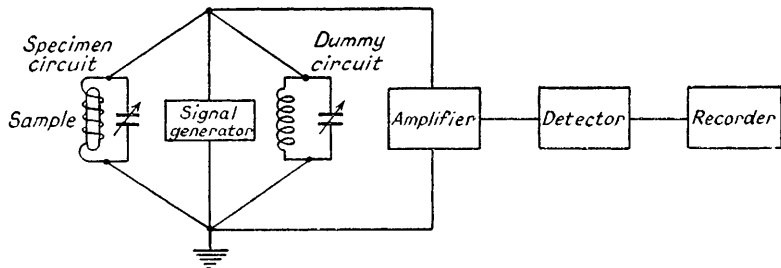 Specimen
circuit
Sample
Signal
generator
Dummy
circuit
Amplifier
Detector
Recorder